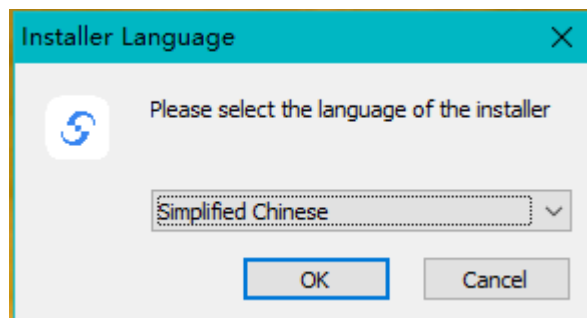 Installer Language
Please select the language of the installer
Simplified Chinese
OK
Cancel